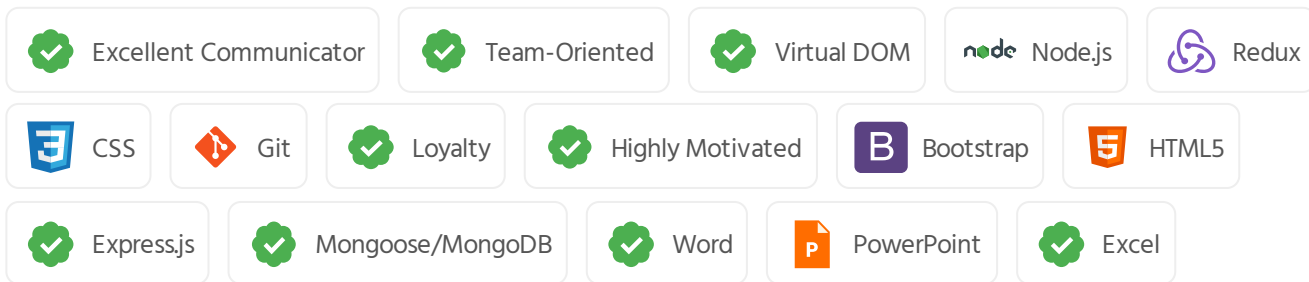 Excellent Communicator Team-Oriented Virtual DOM node Node.js Redux
CSS Git Loyalty Highly Motivated B Bootstrap 5 HTML5
Express.js Mongoose/MongoDB Word P PowerPoint Excel